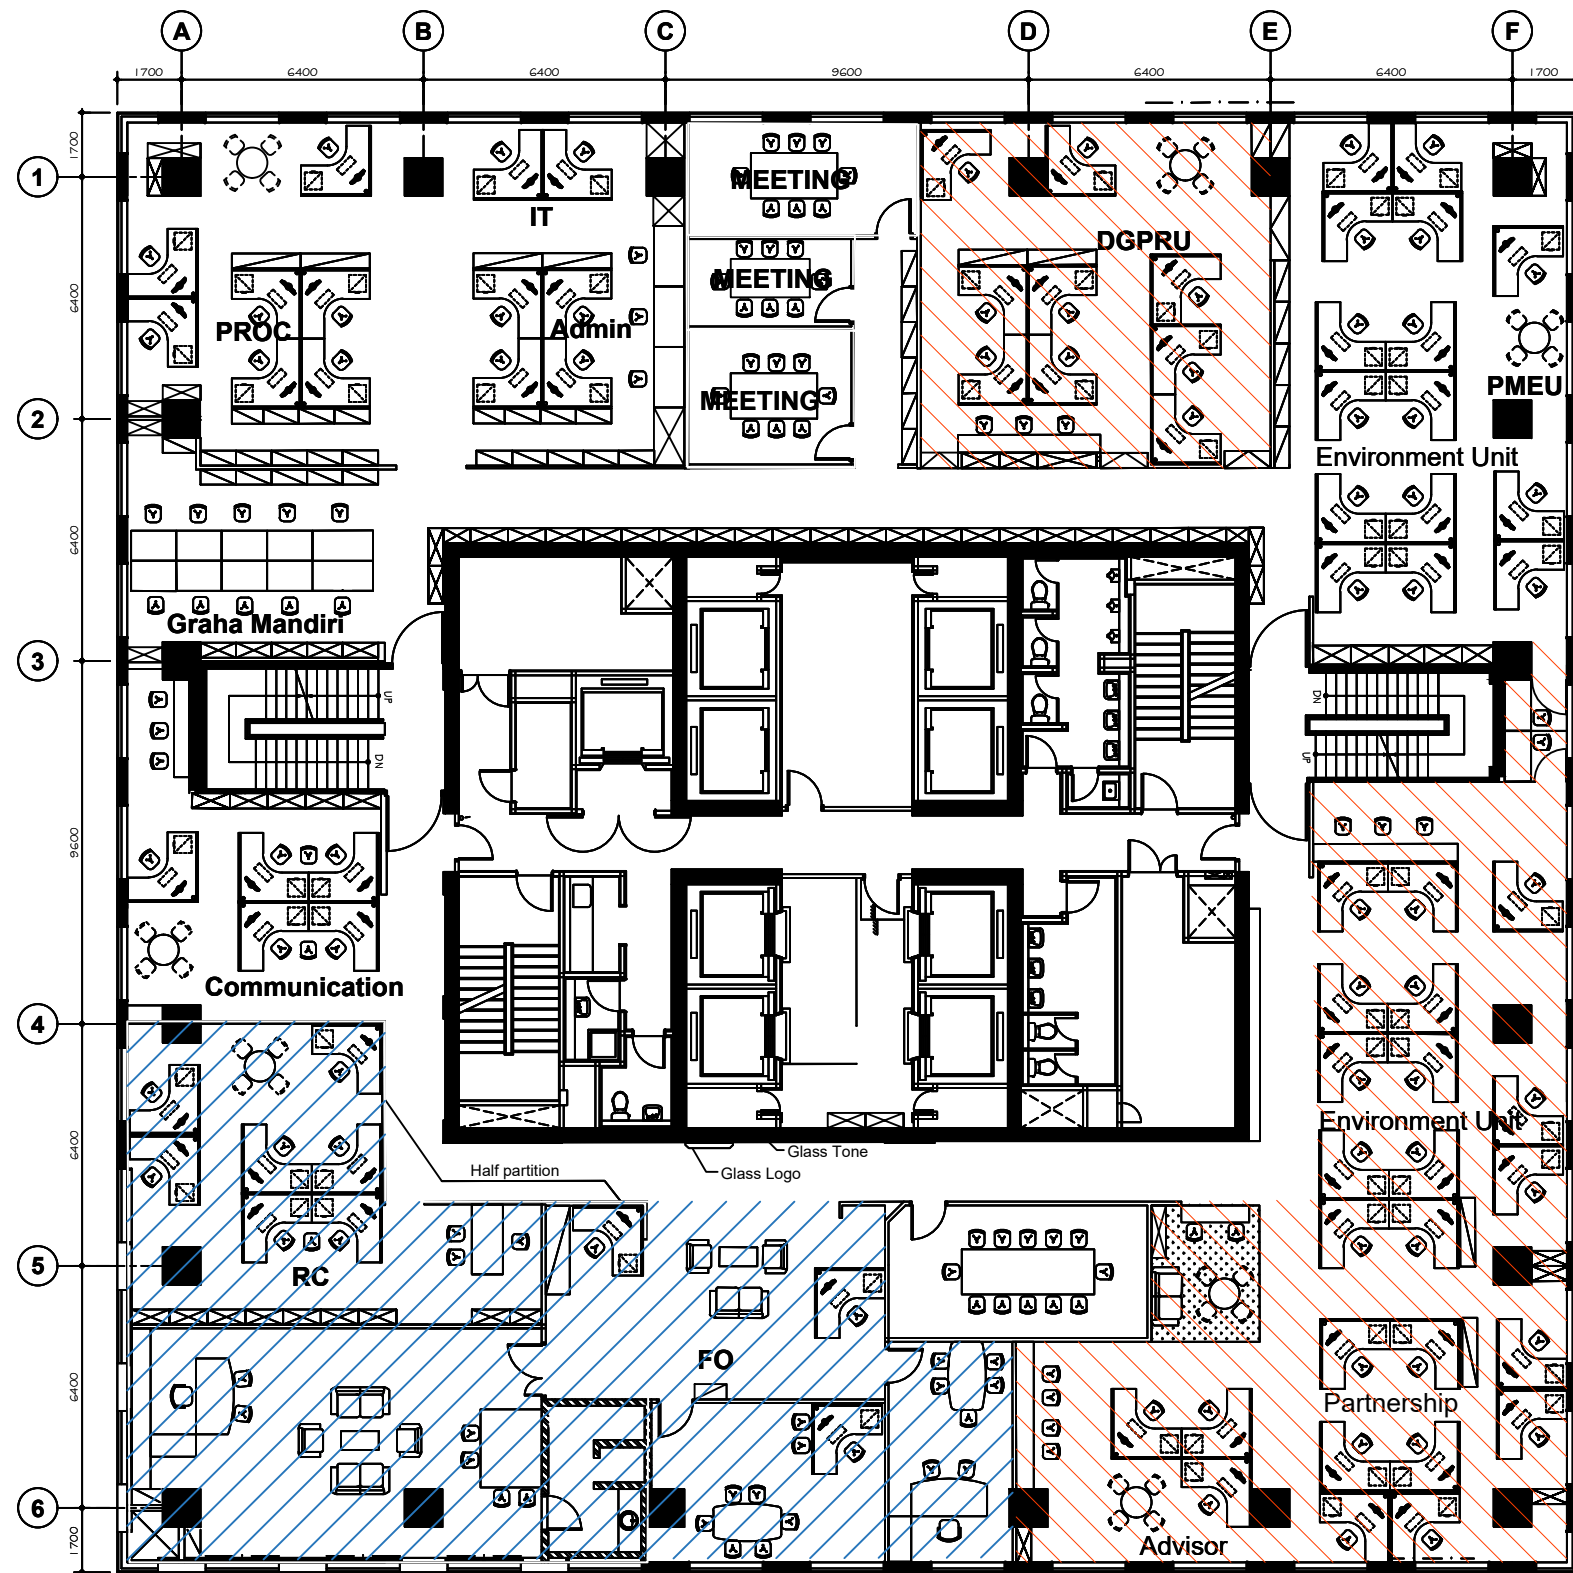 A B C D E F
1700 6400 6400 9600 6400 6400 1700
1700
1
MEETING
IT
DGPRU
6400
MEETING
PROC
Admin
PMEU
2
MEETING
Environment Unit
6400
Graha Mandiri
3
UP
DN
DN
UP
9600
Communication
4
Environment Unit
6400
Glass Tone
Half partition
Glass Logo
5
RC
FO
6400
Partnership
6
Advisor
1700